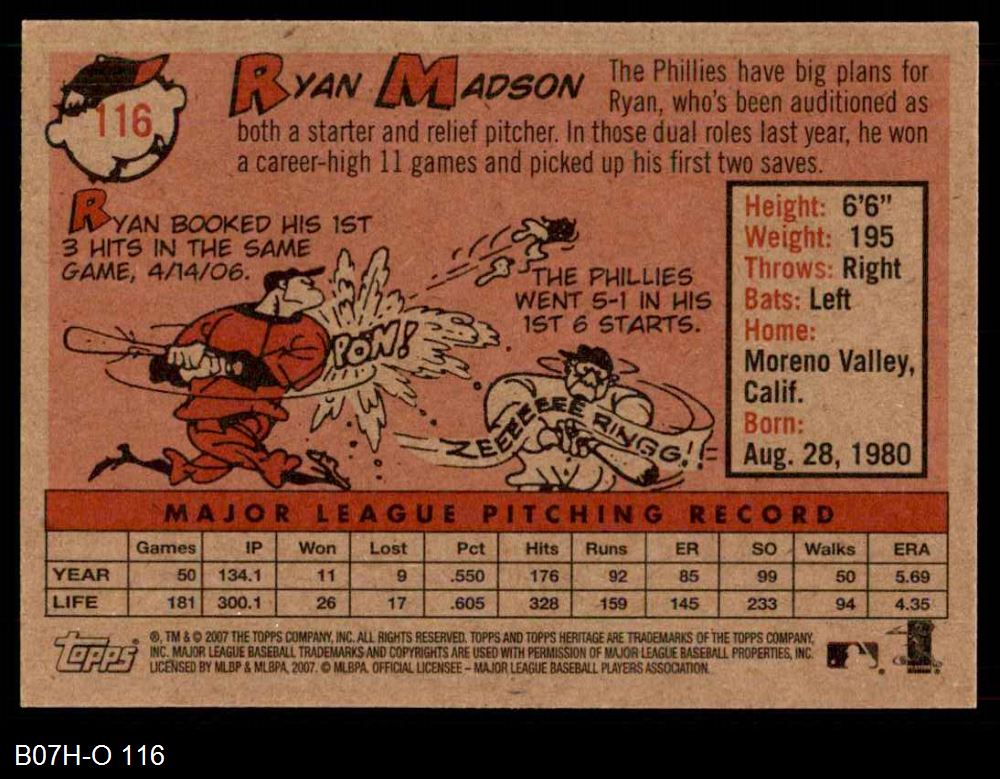 116
RYAN MADSON
The Phillies have big plans for
Ryan, who's been auditioned as
both a starter and relief pitcher. In those dual roles last year, he won
a career-high 11 games and picked up his first two saves.
RYAN BOOKED HIS 1ST
3 HITS IN THE SAME
GAME, 4/14/06.
POW!
THE PHILLIES
WENT 5-1 IN HIS
1ST 6 STARTS.
ZEEEEEEEE RINGG!!
Height: 6'6"
Weight: 195
Throws: Right
Bats: Left
Home:
Moreno Valley,
Calif.
Born:
Aug. 28, 1980
MAJOR LEAGUE PITCHING RECORD
Games IP Won Lost Pct Hits Runs ER SO Walks ERA
YEAR 50 134.1 11 9 .550 176 92 85 99 50 5.69
LIFE 181 300.1 26 17 .605 328 159 145 233 94 4.35
Topps
®, TM & © 2007 THE TOPPS COMPANY, INC. ALL RIGHTS RESERVED. TOPPS AND TOPPS HERITAGE ARE TRADEMARKS OF THE TOPPS COMPANY,
INC. MAJOR LEAGUE BASEBALL TRADEMARKS AND COPYRIGHTS ARE USED WITH PERMISSION OF MAJOR LEAGUE BASEBALL PROPERTIES, INC.
LICENSED BY MLBP & MLBPA, 2007. © MLBPA. OFFICIAL LICENSEE – MAJOR LEAGUE BASEBALL PLAYERS ASSOCIATION.
B07H-O 116